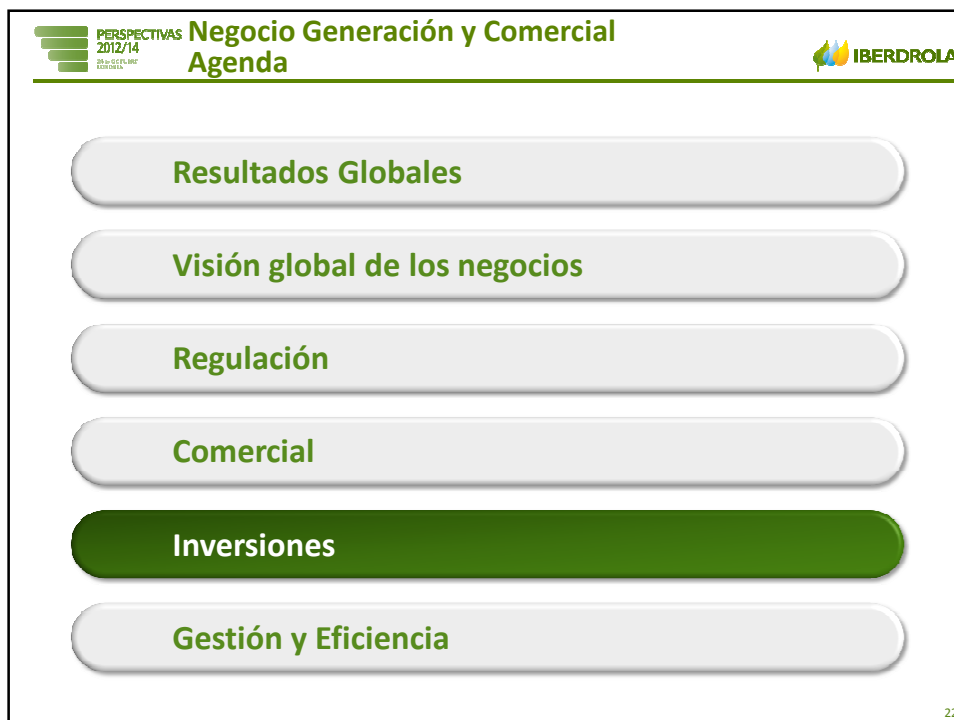 PERSPECTIVAS
2012/14
Negocio Generación y Comercial
Agenda
IBERDROLA
Resultados Globales
Visión global de los negocios
Regulación
Comercial
Inversiones
Gestión y Eficiencia
22